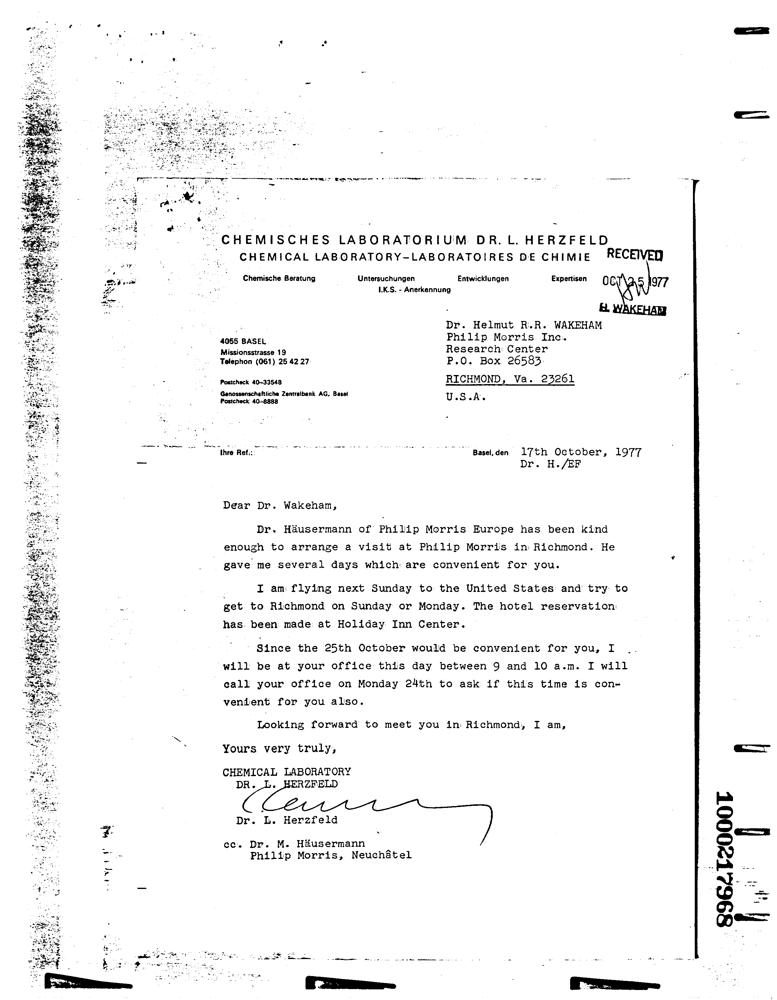 CHEMISCHES LABORATORIUM DR. L. HERZFELD
CHEMICAL LABORATORY–LABORATOIRES DE CHIMIE
RECEIVED
Chemische Beratung Untersuchungen Entwicklungen Expertisen
I.K.S. - Anerkennung
OCT 25 1977
H. WAKEHAM
Dr. Helmut R.R. WAKEHAM
Philip Morris Inc.
Research Center
P.O. Box 26583
RICHMOND, Va. 23261
U.S.A.
4055 BASEL
Missionsstrasse 19
Telephon (061) 25 42 27
Postcheck 40–33548
Genossenschaftliche Zentralbank AG, Basel
Postcheck 40–8888
Ihre Ref.:
Basel, den 17th October, 1977
Dr. H./EF
Dear Dr. Wakeham,
Dr. Häusermann of Philip Morris Europe has been kind
enough to arrange a visit at Philip Morris in Richmond. He
gave me several days which are convenient for you.
I am flying next Sunday to the United States and try to
get to Richmond on Sunday or Monday. The hotel reservation
has been made at Holiday Inn Center.
Since the 25th October would be convenient for you, I
will be at your office this day between 9 and 10 a.m. I will
call your office on Monday 24th to ask if this time is con-
venient for you also.
Looking forward to meet you in Richmond, I am,
Yours very truly,
CHEMICAL LABORATORY
DR. L. HERZFELD
Dr. L. Herzfeld
cc. Dr. M. Häusermann
Philip Morris, Neuchâtel
1000217968